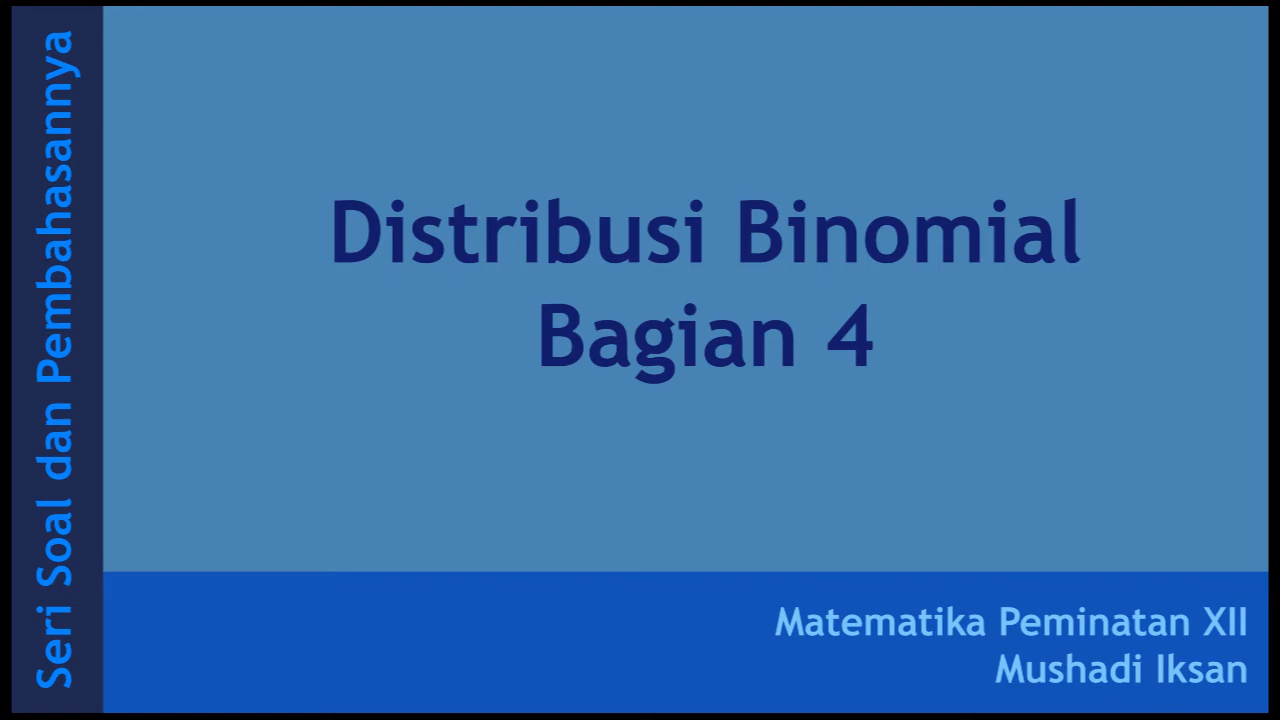 Seri Soal dan Pembahasannya
Distribusi Binomial
Bagian 4
Matematika Peminatan XII
Mushadi Iksan